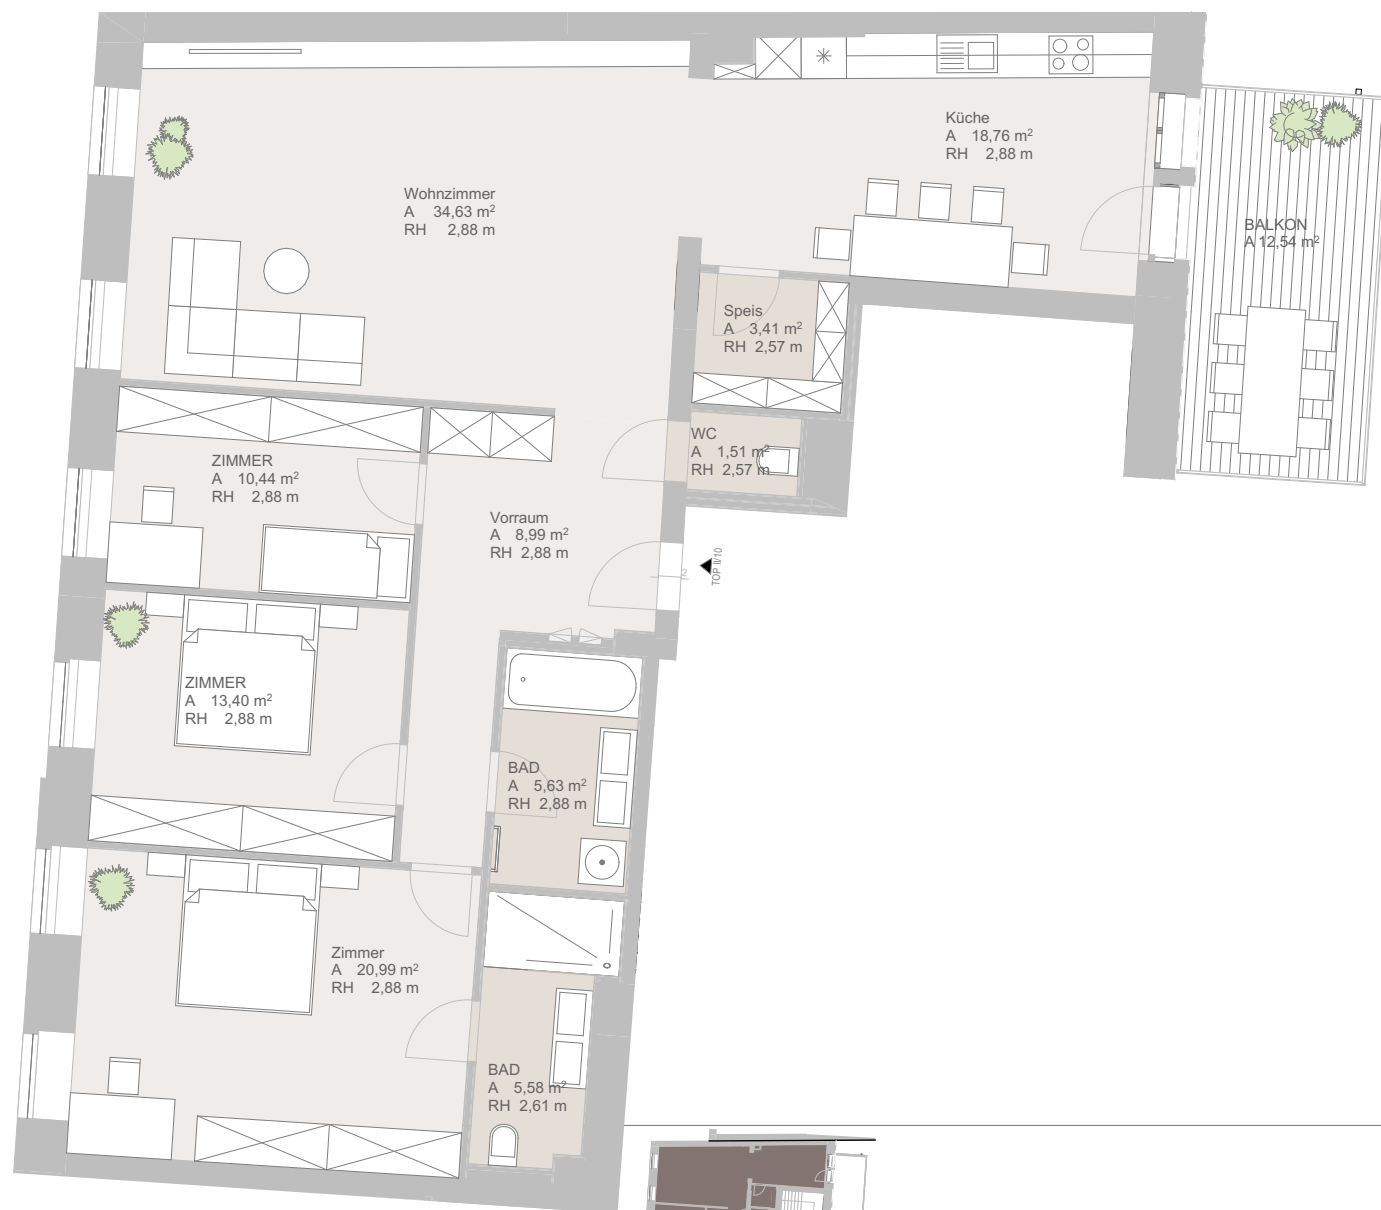 Küche
A 18,76 m²
RH 2,88 m
Wohnzimmer
A 34,63 m²
RH 2,88 m
BALKON
A 12,54 m²
Speis
A 3,41 m²
RH 2,57 m
WC
A 1,51 m²
RH 2,57 m
ZIMMER
A 10,44 m²
RH 2,88 m
Vorraum
A 8,99 m²
RH 2,88 m
2
TOP II/10
ZIMMER
A 13,40 m²
RH 2,88 m
BAD
A 5,63 m²
RH 2,88 m
Zimmer
A 20,99 m²
RH 2,88 m
BAD
A 5,58 m²
RH 2,61 m